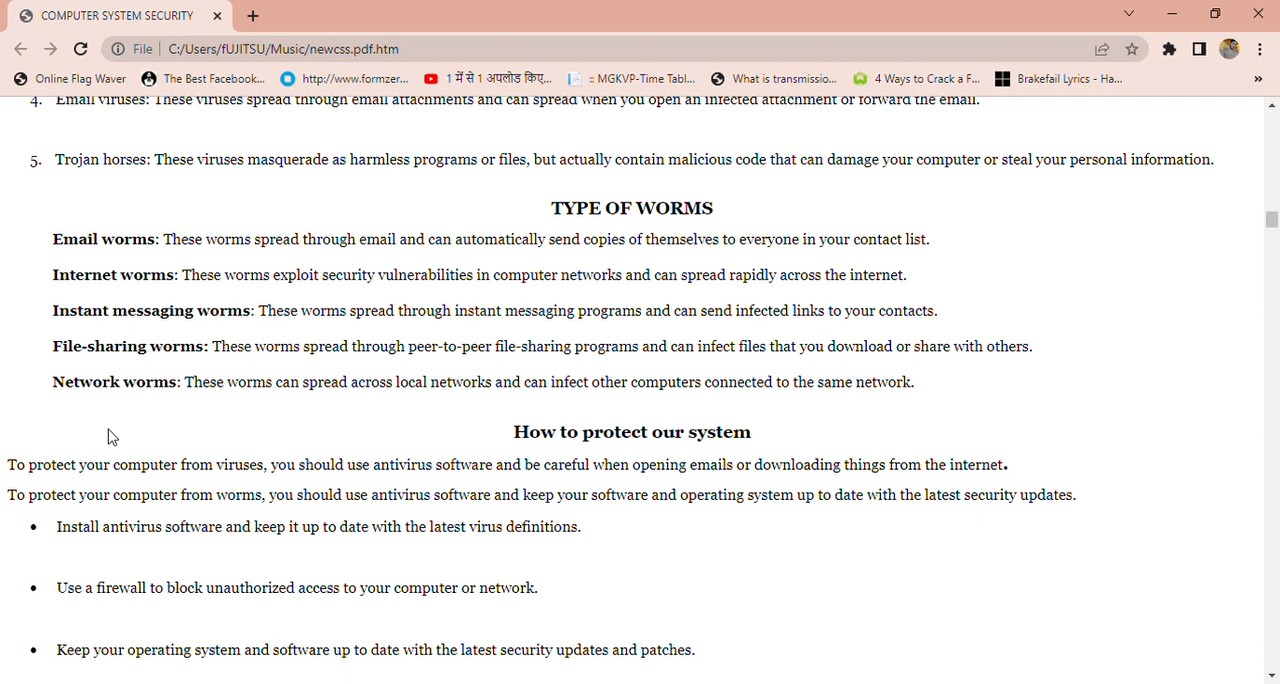 COMPUTER SYSTEM SECURITY
File C:/Users/fUJITSU/Music/newcss.pdf.htm
Online Flag Waver The Best Facebook... http://www.formzer... 1 में से 1 अपलोड किए... :: MGKVP-Time Tabl... What is transmissio... 4 Ways to Crack a F... Brakefail Lyrics - Ha... »
4. Email viruses: These viruses spread through email attachments and can spread when you open an infected attachment or forward the email.
5. Trojan horses: These viruses masquerade as harmless programs or files, but actually contain malicious code that can damage your computer or steal your personal information.
TYPE OF WORMS
Email worms: These worms spread through email and can automatically send copies of themselves to everyone in your contact list.
Internet worms: These worms exploit security vulnerabilities in computer networks and can spread rapidly across the internet.
Instant messaging worms: These worms spread through instant messaging programs and can send infected links to your contacts.
File-sharing worms: These worms spread through peer-to-peer file-sharing programs and can infect files that you download or share with others.
Network worms: These worms can spread across local networks and can infect other computers connected to the same network.
How to protect our system
To protect your computer from viruses, you should use antivirus software and be careful when opening emails or downloading things from the internet.
To protect your computer from worms, you should use antivirus software and keep your software and operating system up to date with the latest security updates.
• Install antivirus software and keep it up to date with the latest virus definitions.
• Use a firewall to block unauthorized access to your computer or network.
• Keep your operating system and software up to date with the latest security updates and patches.